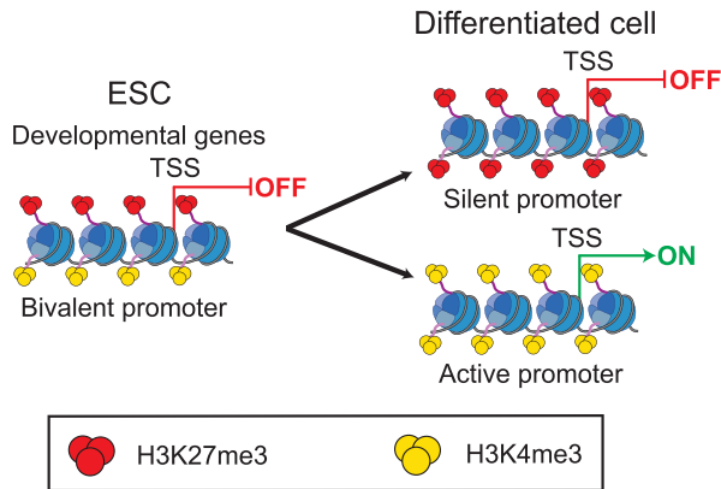 ESC
Developmental genes
TSS
OFF
Bivalent promoter
Differentiated cell
TSS
OFF
Silent promoter
TSS
ON
Active promoter
H3K27me3
H3K4me3